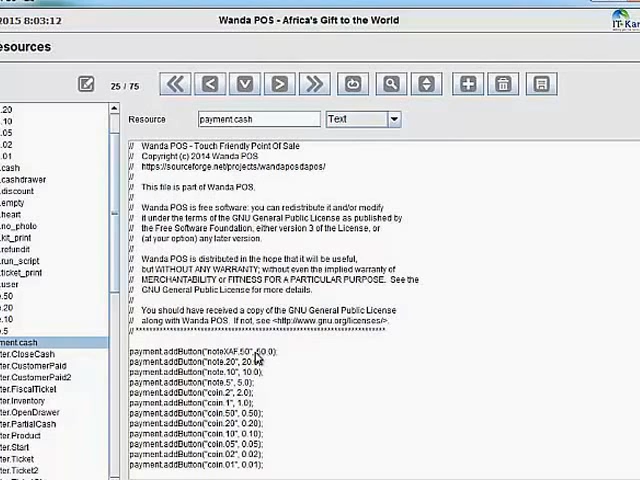 2015 8:03:12
Wanda POS - Africa's Gift to the World
IT-Kar
esources
25 / 75
.20
.10
.05
.02
.01
.cash
.cashdrawer
.discount
.empty
.heart
.no_photo
.kit_print
.refundit
.run_script
.ticket_print
.user
e.50
e.20
e.10
e.5
ment.cash
ter.CloseCash
ter.CustomerPaid
ter.CustomerPaid2
ter.FiscalTicket
ter.Inventory
ter.OpenDrawer
ter.PartialCash
ter.Product
ter.Start
ter.Ticket
ter.Ticket2
Resource payment.cash Text
// Wanda POS - Touch Friendly Point Of Sale
// Copyright (c) 2014 Wanda POS
// https://sourceforge.net/projects/wandaposdapos/
//
// This file is part of Wanda POS.
//
// Wanda POS is free software: you can redistribute it and/or modify
// it under the terms of the GNU General Public License as published by
// the Free Software Foundation, either version 3 of the License, or
// (at your option) any later version.
//
// Wanda POS is distributed in the hope that it will be useful,
// but WITHOUT ANY WARRANTY; without even the implied warranty of
// MERCHANTABILITY or FITNESS FOR A PARTICULAR PURPOSE. See the
// GNU General Public License for more details.
//
// You should have received a copy of the GNU General Public License
// along with Wanda POS. If not, see <http://www.gnu.org/licenses/>.
payment.addButton("noteXAF.50", 50.0);
payment.addButton("note.20", 20.0);
payment.addButton("note.10", 10.0);
payment.addButton("note.5", 5.0);
payment.addButton("coin.2", 2.0);
payment.addButton("coin.1", 1.0);
payment.addButton("coin.50", 0.50);
payment.addButton("coin.20", 0.20);
payment.addButton("coin.10", 0.10);
payment.addButton("coin.05", 0.05);
payment.addButton("coin.02", 0.02);
payment.addButton("coin.01", 0.01);